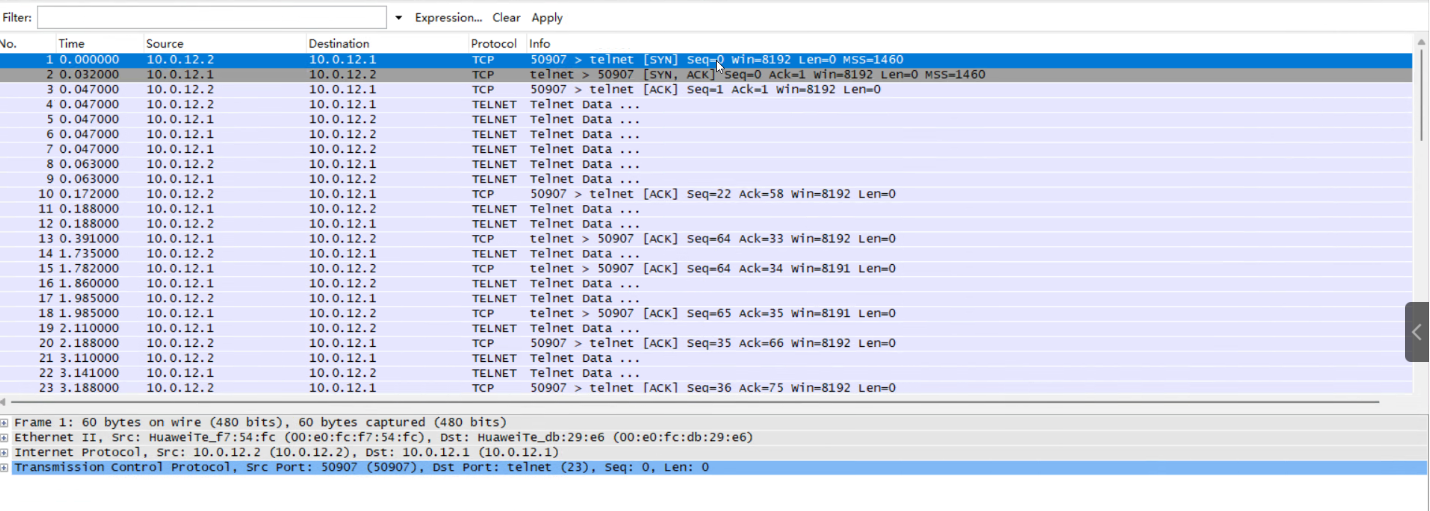 Filter: Expression... Clear Apply
No. Time Source Destination Protocol Info
1 0.000000 10.0.12.2 10.0.12.1 TCP 50907 > telnet [SYN] Seq=0 Win=8192 Len=0 MSS=1460
2 0.032000 10.0.12.1 10.0.12.2 TCP telnet > 50907 [SYN, ACK] Seq=0 Ack=1 Win=8192 Len=0 MSS=1460
3 0.047000 10.0.12.2 10.0.12.1 TCP 50907 > telnet [ACK] Seq=1 Ack=1 Win=8192 Len=0
4 0.047000 10.0.12.2 10.0.12.1 TELNET Telnet Data ...
5 0.047000 10.0.12.1 10.0.12.2 TELNET Telnet Data ...
6 0.047000 10.0.12.2 10.0.12.1 TELNET Telnet Data ...
7 0.047000 10.0.12.1 10.0.12.2 TELNET Telnet Data ...
8 0.063000 10.0.12.2 10.0.12.1 TELNET Telnet Data ...
9 0.063000 10.0.12.2 10.0.12.1 TELNET Telnet Data ...
10 0.172000 10.0.12.2 10.0.12.1 TCP 50907 > telnet [ACK] Seq=22 Ack=58 Win=8192 Len=0
11 0.188000 10.0.12.1 10.0.12.2 TELNET Telnet Data ...
12 0.188000 10.0.12.2 10.0.12.1 TELNET Telnet Data ...
13 0.391000 10.0.12.1 10.0.12.2 TCP telnet > 50907 [ACK] Seq=64 Ack=33 Win=8192 Len=0
14 1.735000 10.0.12.2 10.0.12.1 TELNET Telnet Data ...
15 1.782000 10.0.12.1 10.0.12.2 TCP telnet > 50907 [ACK] Seq=64 Ack=34 Win=8191 Len=0
16 1.860000 10.0.12.1 10.0.12.2 TELNET Telnet Data ...
17 1.985000 10.0.12.2 10.0.12.1 TELNET Telnet Data ...
18 1.985000 10.0.12.1 10.0.12.2 TCP telnet > 50907 [ACK] Seq=65 Ack=35 Win=8191 Len=0
19 2.110000 10.0.12.1 10.0.12.2 TELNET Telnet Data ...
20 2.188000 10.0.12.2 10.0.12.1 TCP 50907 > telnet [ACK] Seq=35 Ack=66 Win=8192 Len=0
21 3.110000 10.0.12.2 10.0.12.1 TELNET Telnet Data ...
22 3.141000 10.0.12.1 10.0.12.2 TELNET Telnet Data ...
23 3.188000 10.0.12.2 10.0.12.1 TCP 50907 > telnet [ACK] Seq=36 Ack=75 Win=8192 Len=0
Frame 1: 60 bytes on wire (480 bits), 60 bytes captured (480 bits)
Ethernet II, Src: HuaweiTe_f7:54:fc (00:e0:fc:f7:54:fc), Dst: HuaweiTe_db:29:e6 (00:e0:fc:db:29:e6)
Internet Protocol, Src: 10.0.12.2 (10.0.12.2), Dst: 10.0.12.1 (10.0.12.1)
Transmission Control Protocol, Src Port: 50907 (50907), Dst Port: telnet (23), Seq: 0, Len: 0